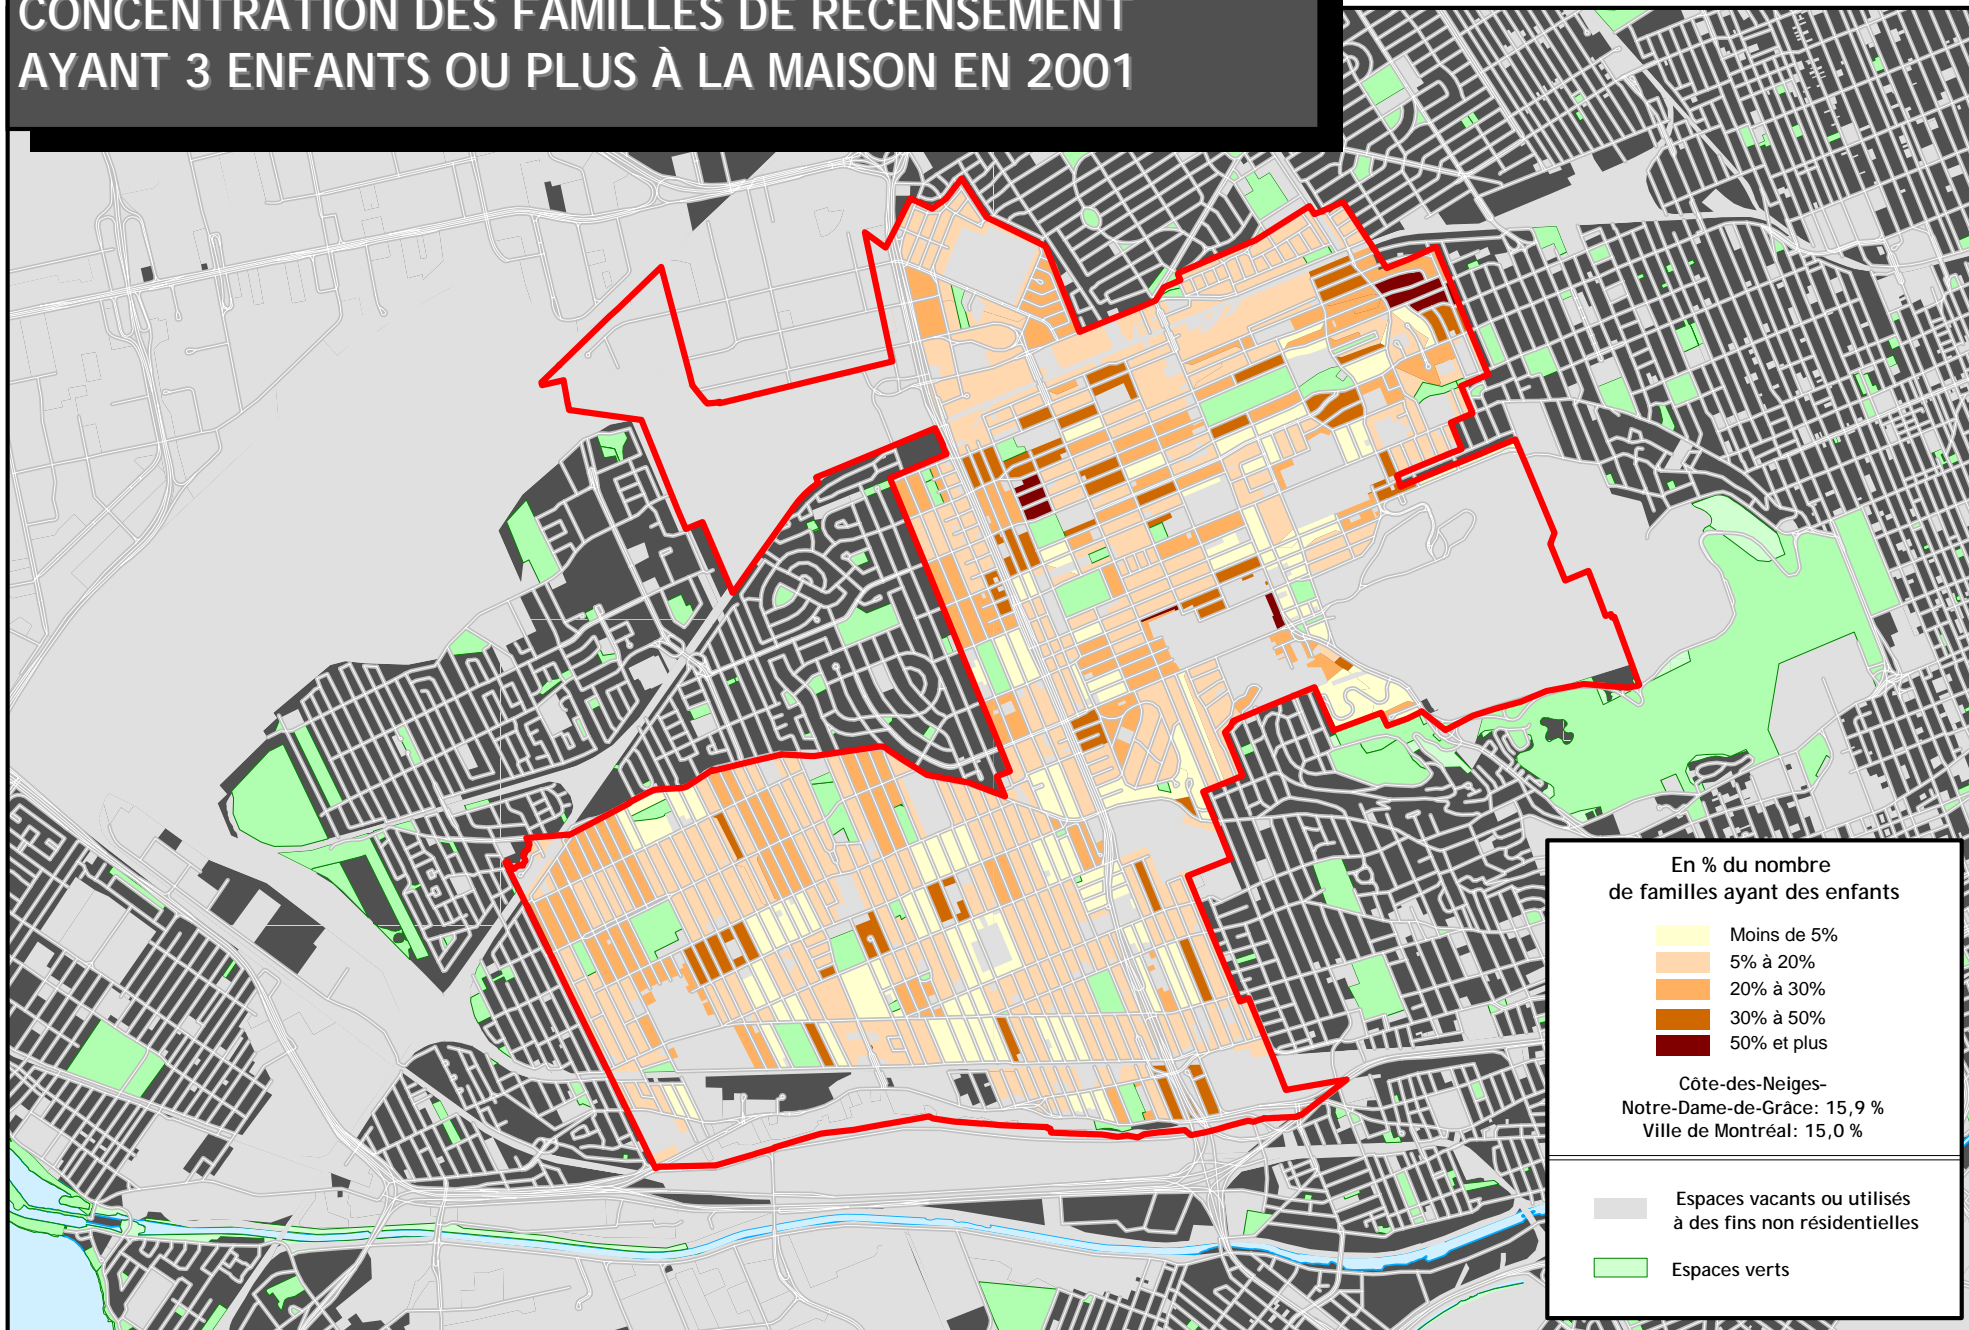 CONCENTRATION DES FAMILLES DE RECENSEMENT
AYANT 3 ENFANTS OU PLUS À LA MAISON EN 2001
En % du nombre
de familles ayant des enfants
Moins de 5%
5% à 20%
20% à 30%
30% à 50%
50% et plus
Côte-des-Neiges-
Notre-Dame-de-Grâce: 15,9 %
Ville de Montréal: 15,0 %
Espaces vacants ou utilisés
à des fins non résidentielles
Espaces verts